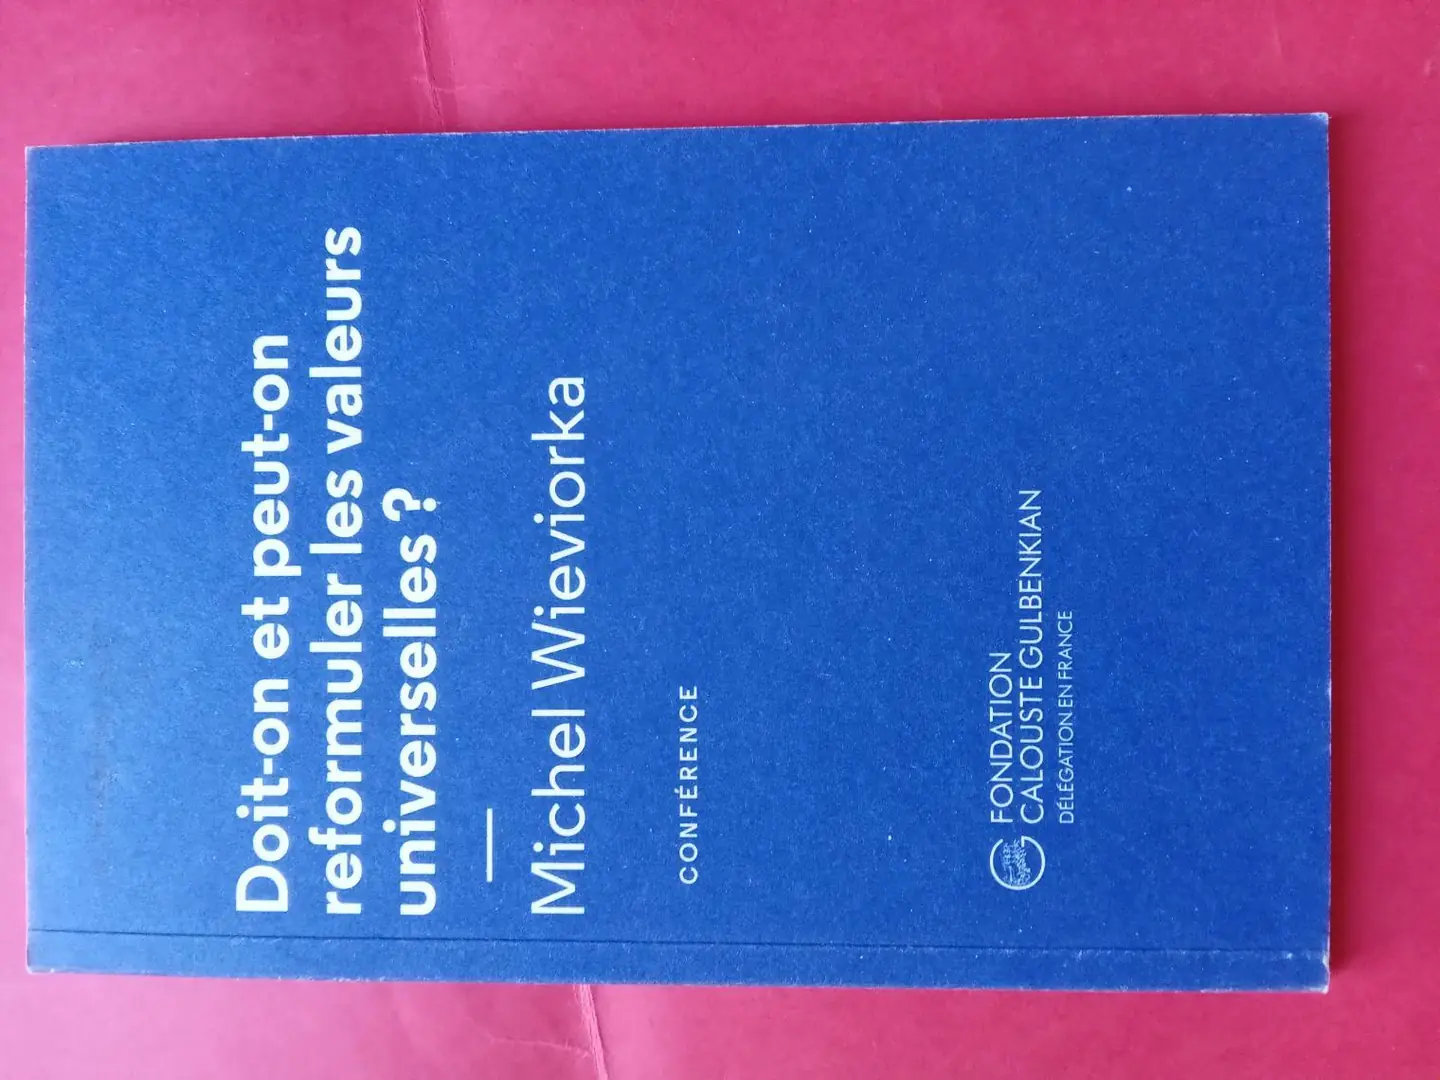 Doit-on et peut-on
reformuler les valeurs
universelles ?
Michel Wieviorka
CONFÉRENCE
FONDATION
CALOUSTE GULBENKIAN
DÉLÉGATION EN FRANCE